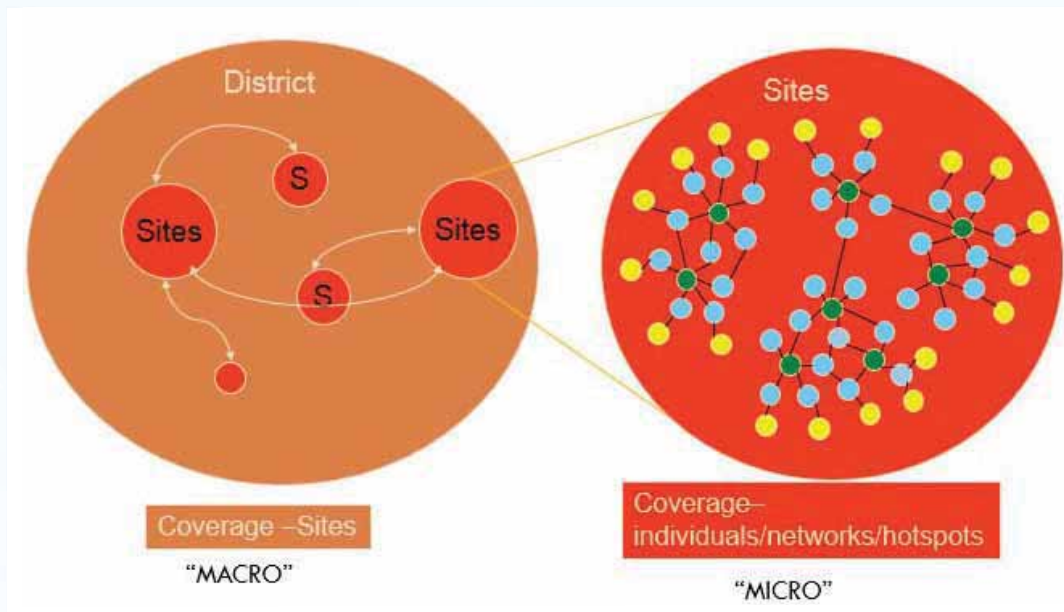 District
Sites
S
Sites
Sites
S
Coverage –Sites
Coverage–
individuals/networks/hotspots
“MACRO”
“MICRO”